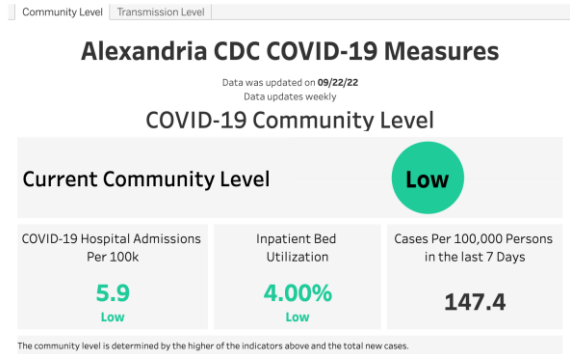 Community Level
Transmission Level
Alexandria CDC COVID-19 Measures
Data was updated on 09/22/22
Data updates weekly
COVID-19 Community Level
Current Community Level
Low
COVID-19 Hospital Admissions
Per 100k
5.9
Low
Inpatient Bed
Utilization
4.00%
Low
Cases Per 100,000 Persons
in the last 7 Days
147.4
The community level is determined by the higher of the indicators above and the total new cases.